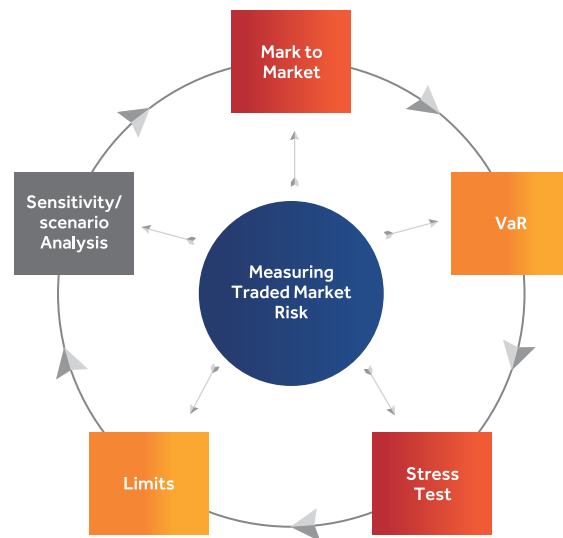 Mark to
Market
VaR
Stress
Test
Limits
Sensitivity/
scenario
Analysis
Measuring
Traded Market
Risk